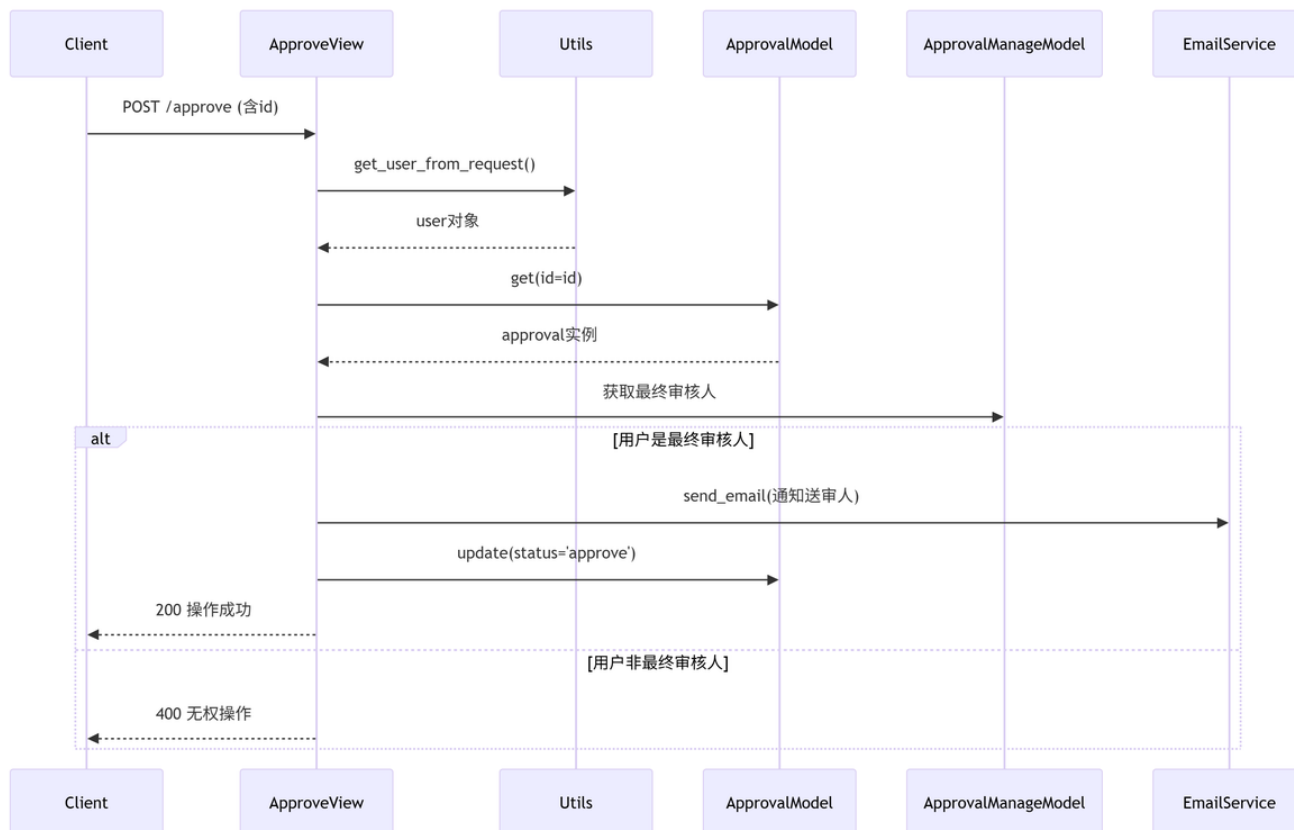 Client
ApproveView
Utils
ApprovalModel
ApprovalManageModel
EmailService
POST /approve (含id)
get_user_from_request()
user对象
get(id=id)
approval实例
获取最终审核人
alt
[用户是最终审核人]
send_email(通知送审人)
update(status='approve')
200 操作成功
[用户非最终审核人]
400 无权操作
Client
ApproveView
Utils
ApprovalModel
ApprovalManageModel
EmailService